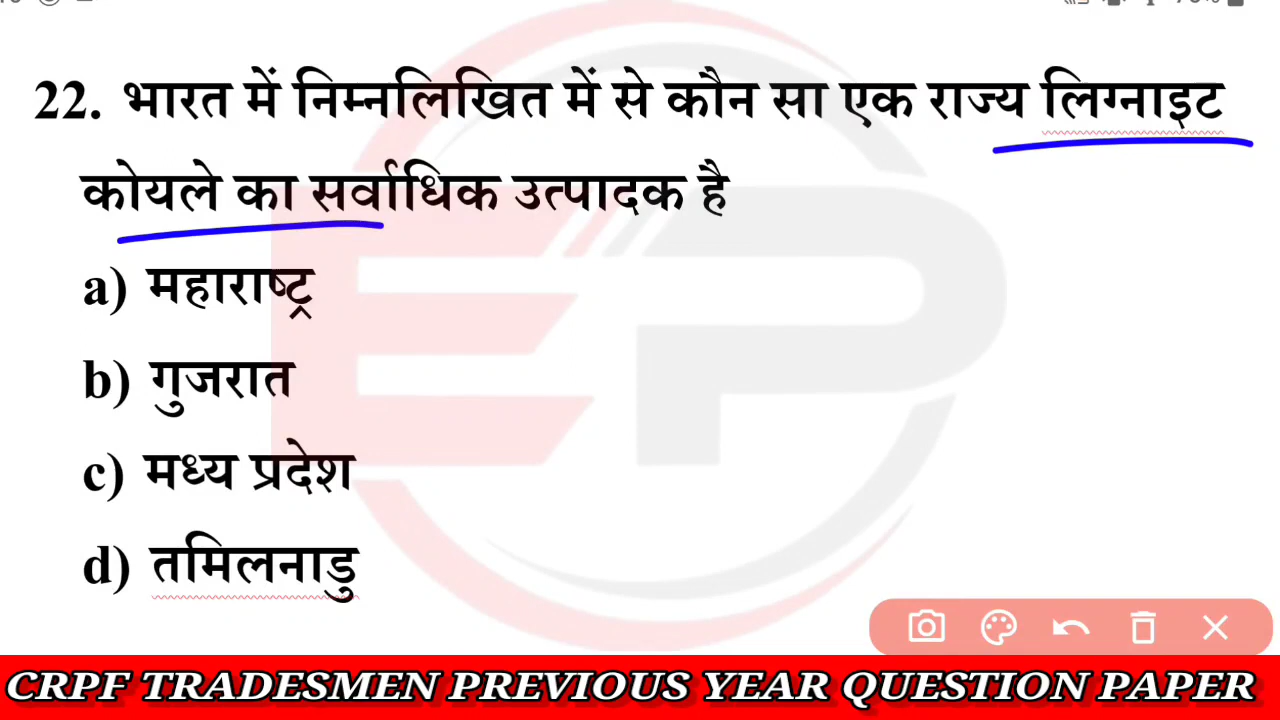 22. भारत में निम्नलिखित में से कौन सा एक राज्य लिग्नाइट
कोयले का सर्वाधिक उत्पादक है
a) महाराष्ट्र
b) गुजरात
c) मध्य प्रदेश
d) तमिलनाडु
CRPF TRADESMEN PREVIOUS YEAR QUESTION PAPER